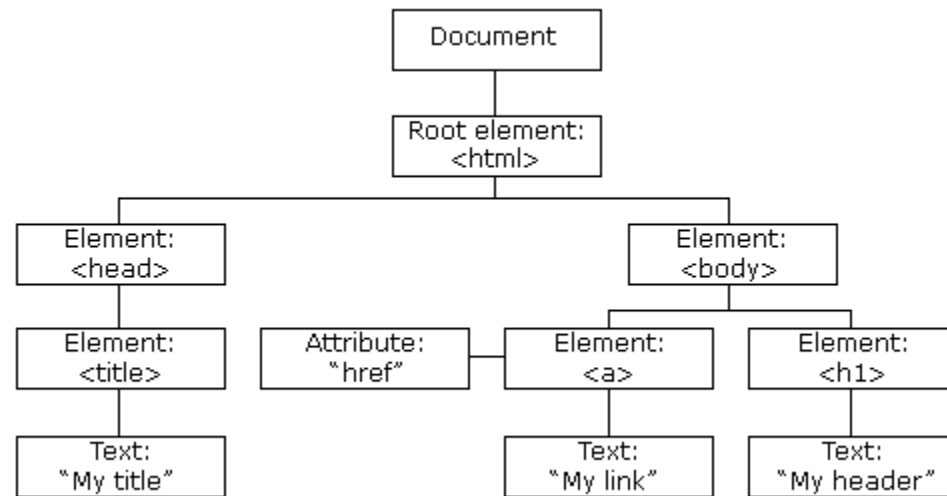 Document
Root element:
<html>
Element:
<head>
Element:
<body>
Element:
<title>
Attribute:
“href”
Element:
<a>
Element:
<h1>
Text:
“My title”
Text:
“My link”
Text:
“My header”